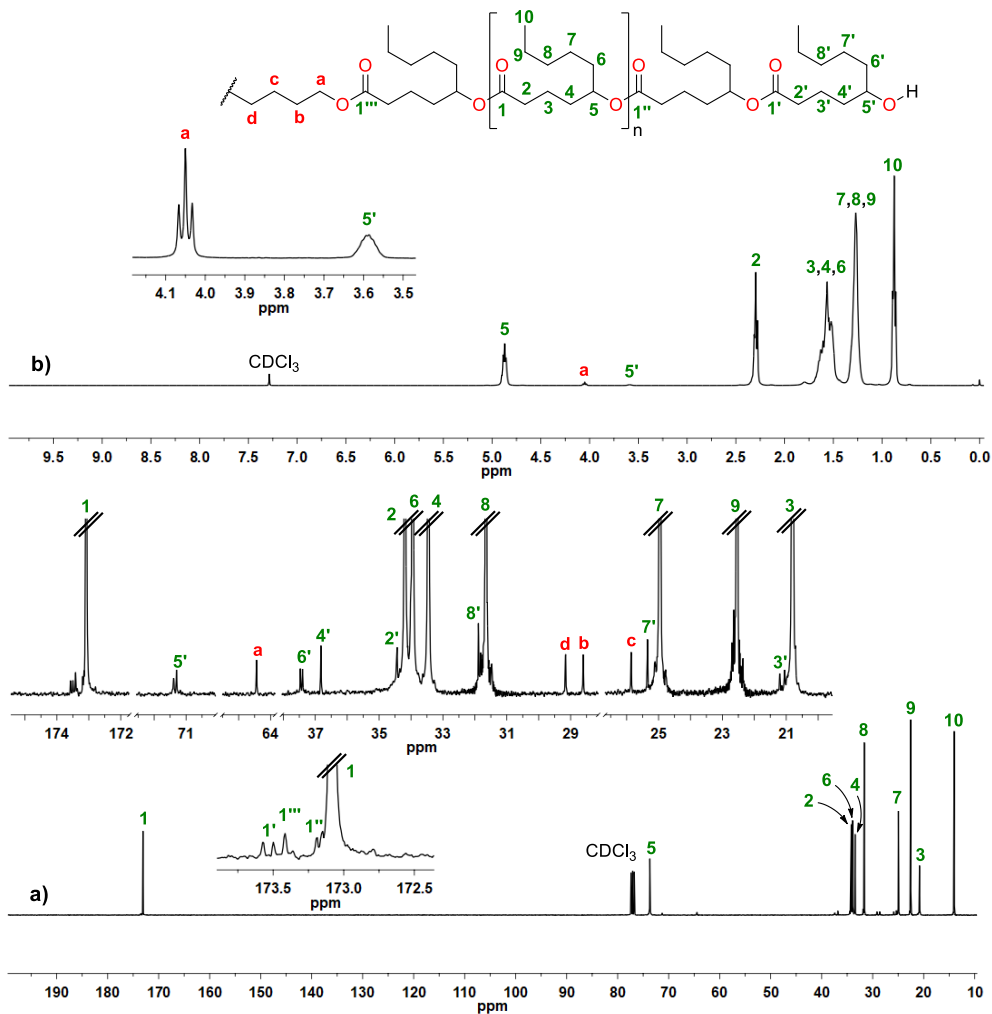 10
9
8
7
6
O
O
O
O
7'
8'
6'
c
a
O
1''''
2
O
1
3
4
5
O
n
1''
O
1'
2'
3'
4'
5'
O
H
d
b
a
5'
4.1 4.0 3.9 3.8 3.7 3.6 3.5
ppm
10
7,8,9
2
3,4,6
5
b)
CDCl3
a
5'
9.5 9.0 8.5 8.0 7.5 7.0 6.5 6.0 5.5 5.0 4.5 4.0 3.5 3.0 2.5 2.0 1.5 1.0 0.5 0.0
ppm
1
2
6
4
8
7
9
3
5'
a
6'
4'
2'
8'
d
b
c
7'
3'
174 172 71 64 37 35 33 31 29 25 23 21
ppm
1
1'
1''''
1''
1
173.5 173.0 172.5
ppm
a)
CDCl3
5
2
6
4
8
7
9
3
10
190 180 170 160 150 140 130 120 110 100 90 80 70 60 50 40 30 20 10
ppm